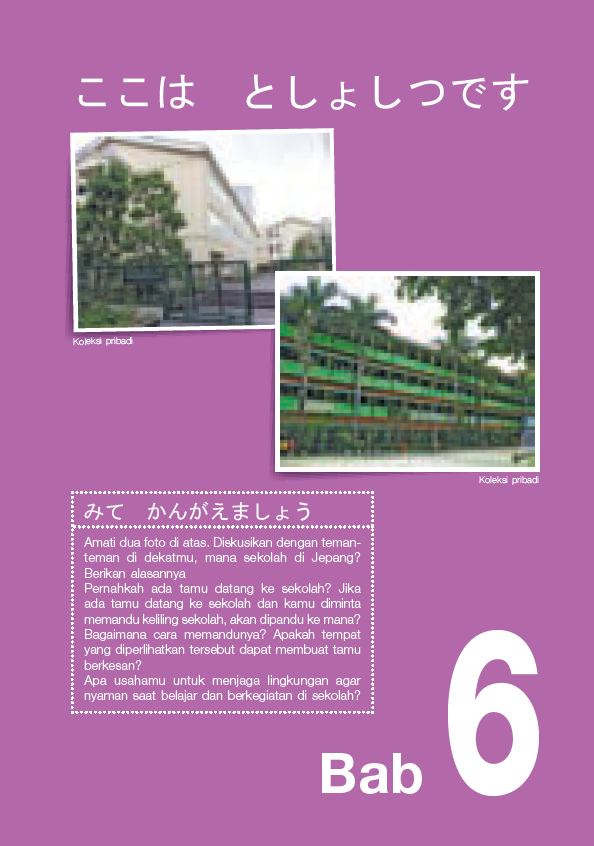 ここは　としょしつです
Koleksi pribadi
Koleksi pribadi
みて　かんがえましょう
Amati dua foto di atas. Diskusikan dengan teman-
teman di dekatmu, mana sekolah di Jepang?
Berikan alasannya
Pernahkah ada tamu datang ke sekolah? Jika
ada tamu datang ke sekolah dan kamu diminta
memandu keliling sekolah, akan dipandu ke mana?
Bagaimana cara memandunya? Apakah tempat
yang diperlihatkan tersebut dapat membuat tamu
berkesan?
Apa usahamu untuk menjaga lingkungan agar
nyaman saat belajar dan berkegiatan di sekolah?
Bab 6